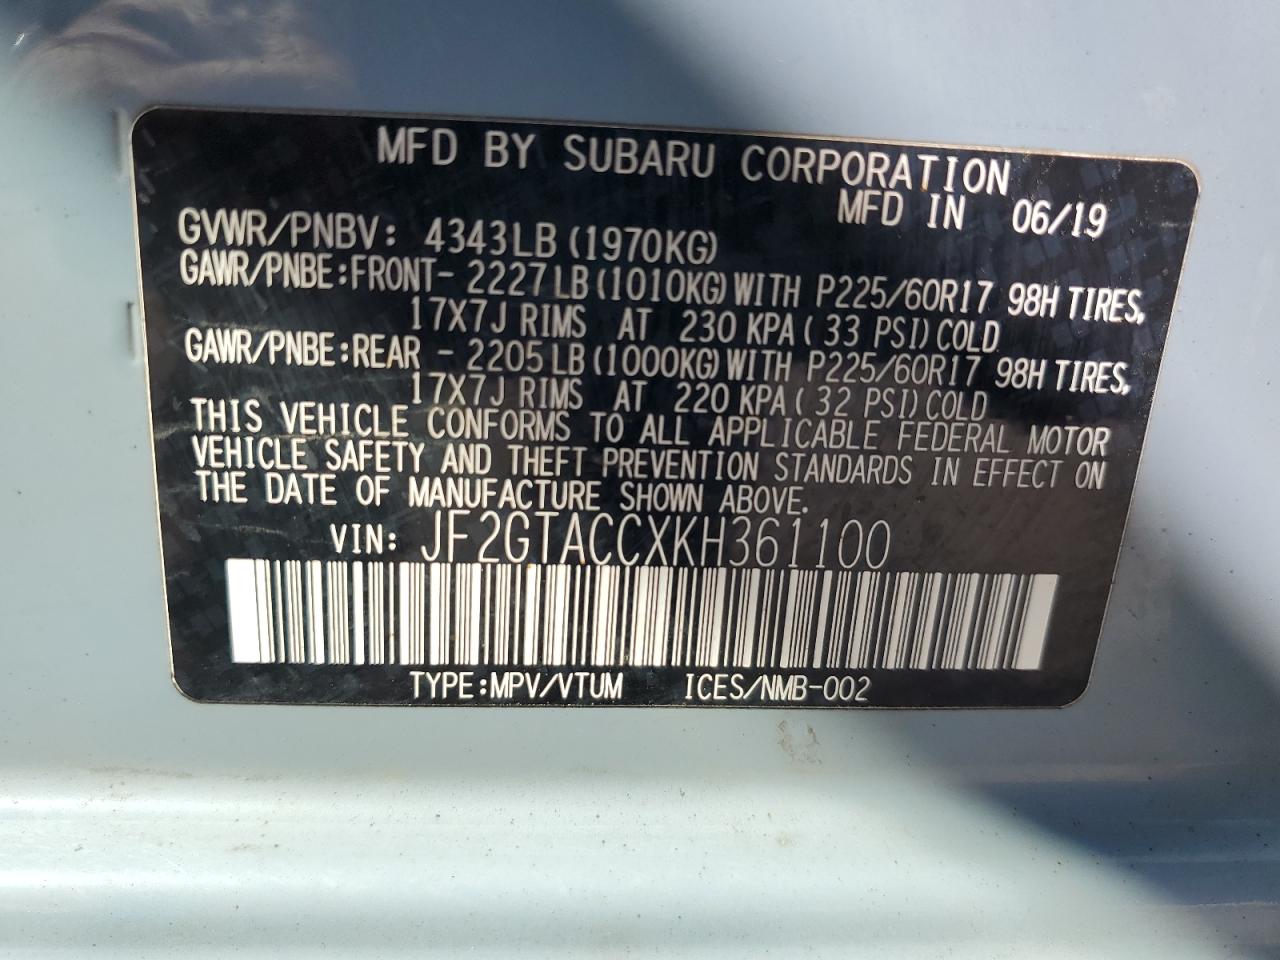 MFD BY SUBARU CORPORATION
MFD IN 06/19
GVWR/PNBV: 4343LB (1970KG)
GAWR/PNBE:FRONT- 2227LB (1010KG) WITH P225/60R17 98H TIRES,
17X7J RIMS AT 230 KPA ( 33 PSI) COLD
GAWR/PNBE:REAR - 2205LB (1000KG) WITH P225/60R17 98H TIRES,
17X7J RIMS AT 220 KPA ( 32 PSI) COLD
THIS VEHICLE CONFORMS TO ALL APPLICABLE FEDERAL MOTOR
VEHICLE SAFETY AND THEFT PREVENTION STANDARDS IN EFFECT ON
THE DATE OF MANUFACTURE SHOWN ABOVE.
VIN: JF2GTACCXKH361100
TYPE:MPV/VTUM ICES/NMB-002